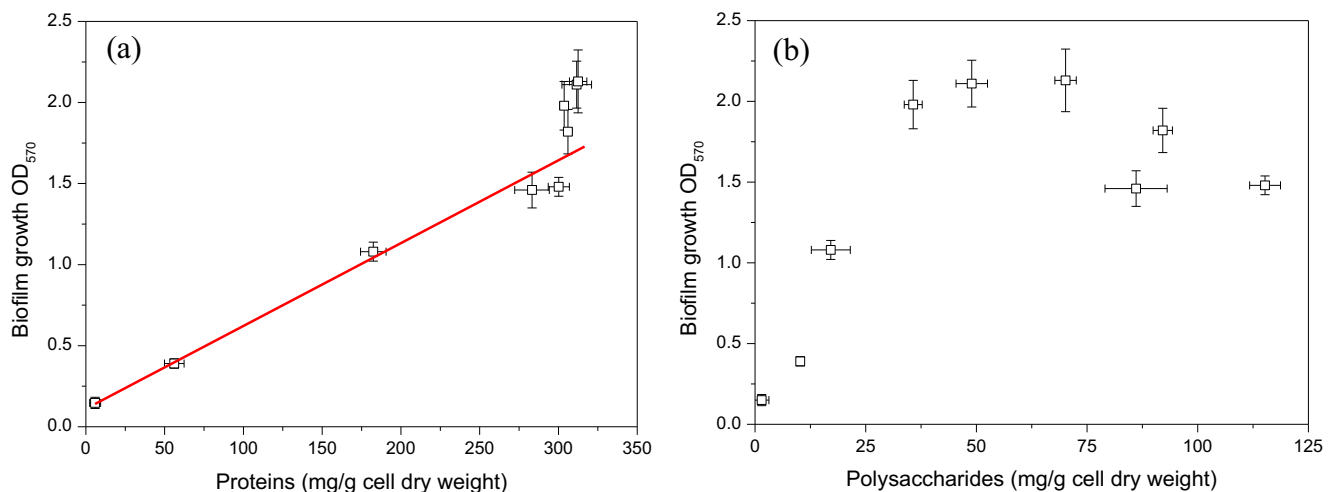 (a)
2.5
2.0
1.5
1.0
0.5
0.0
Biofilm growth OD570
0 50 100 150 200 250 300 350
Proteins (mg/g cell dry weight)
(b)
2.5
2.0
1.5
1.0
0.5
0.0
Biofilm growth OD570
0 25 50 75 100 125
Polysaccharides (mg/g cell dry weight)